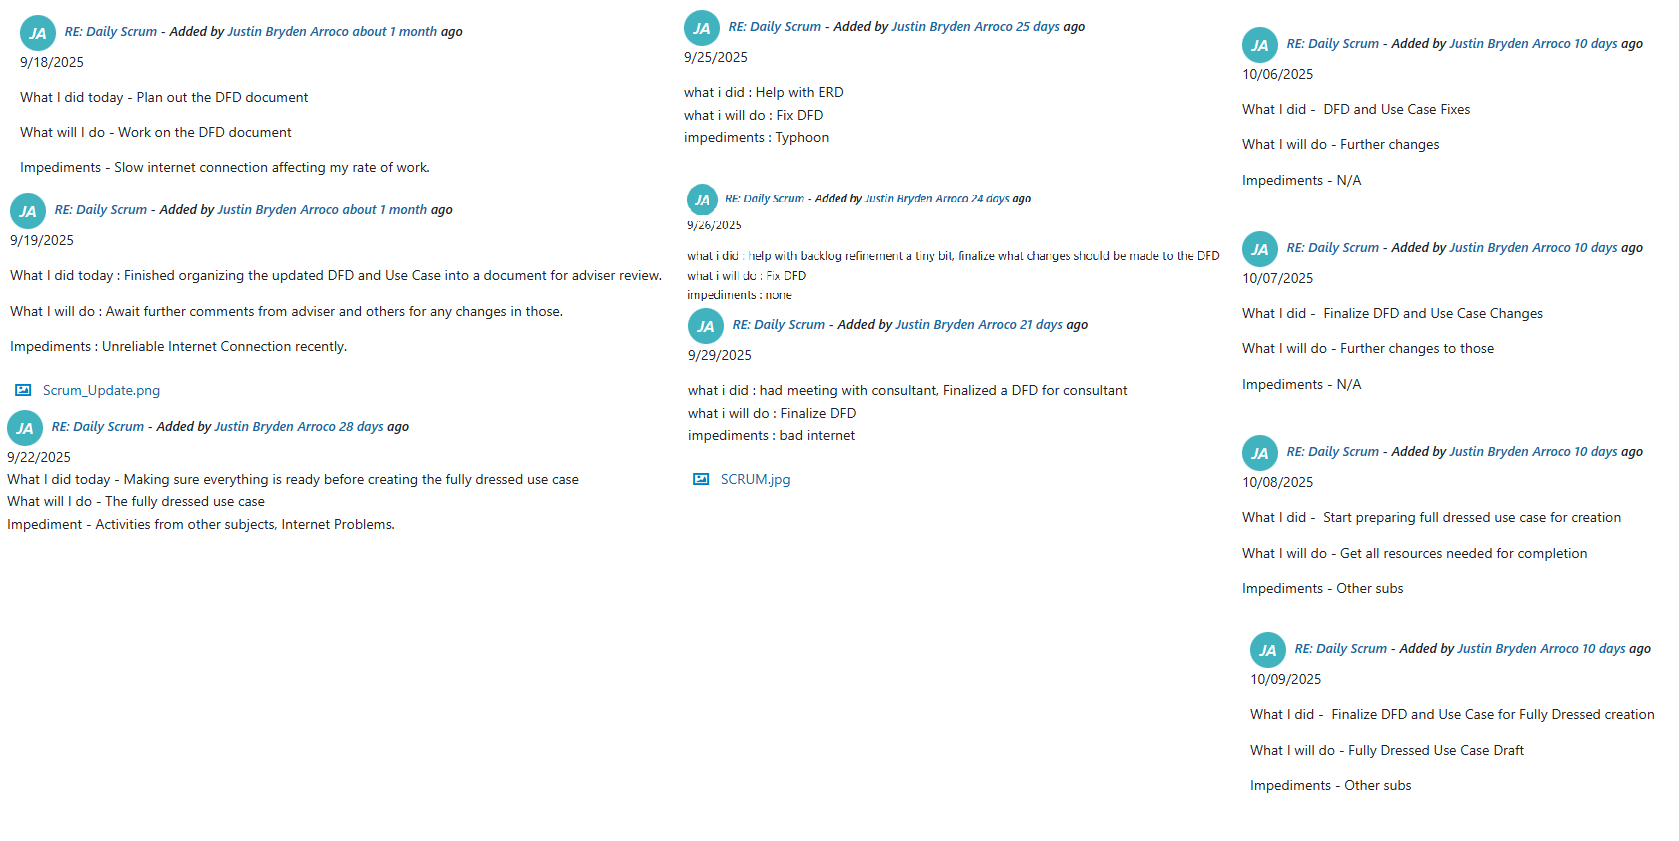 JA RE: Daily Scrum - Added by Justin Bryden Arroco about 1 month ago
9/18/2025
What I did today - Plan out the DFD document
What will I do - Work on the DFD document
Impediments - Slow internet connection affecting my rate of work.
JA RE: Daily Scrum - Added by Justin Bryden Arroco about 1 month ago
9/19/2025
What I did today : Finished organizing the updated DFD and Use Case into a document for adviser review.
What I will do : Await further comments from adviser and others for any changes in those.
Impediments : Unreliable Internet Connection recently.
Scrum_Update.png
JA RE: Daily Scrum - Added by Justin Bryden Arroco 28 days ago
9/22/2025
What I did today - Making sure everything is ready before creating the fully dressed use case
What will I do - The fully dressed use case
Impediment - Activities from other subjects, Internet Problems.
JA RE: Daily Scrum - Added by Justin Bryden Arroco 25 days ago
9/25/2025
what i did : Help with ERD
what i will do : Fix DFD
impediments : Typhoon
JA RE: Daily Scrum - Added by Justin Bryden Arroco 24 days ago
9/26/2025
what i did : help with backlog refinement a tiny bit, finalize what changes should be made to the DFD
what i will do : Fix DFD
impediments : none
JA RE: Daily Scrum - Added by Justin Bryden Arroco 21 days ago
9/29/2025
what i did : had meeting with consultant, Finalized a DFD for consultant
what i will do : Finalize DFD
impediments : bad internet
SCRUM.jpg
JA RE: Daily Scrum - Added by Justin Bryden Arroco 10 days ago
10/06/2025
What I did - DFD and Use Case Fixes
What I will do - Further changes
Impediments - N/A
JA RE: Daily Scrum - Added by Justin Bryden Arroco 10 days ago
10/07/2025
What I did - Finalize DFD and Use Case Changes
What I will do - Further changes to those
Impediments - N/A
JA RE: Daily Scrum - Added by Justin Bryden Arroco 10 days ago
10/08/2025
What I did - Start preparing full dressed use case for creation
What I will do - Get all resources needed for completion
Impediments - Other subs
JA RE: Daily Scrum - Added by Justin Bryden Arroco 10 days ago
10/09/2025
What I did - Finalize DFD and Use Case for Fully Dressed creation
What I will do - Fully Dressed Use Case Draft
Impediments - Other subs